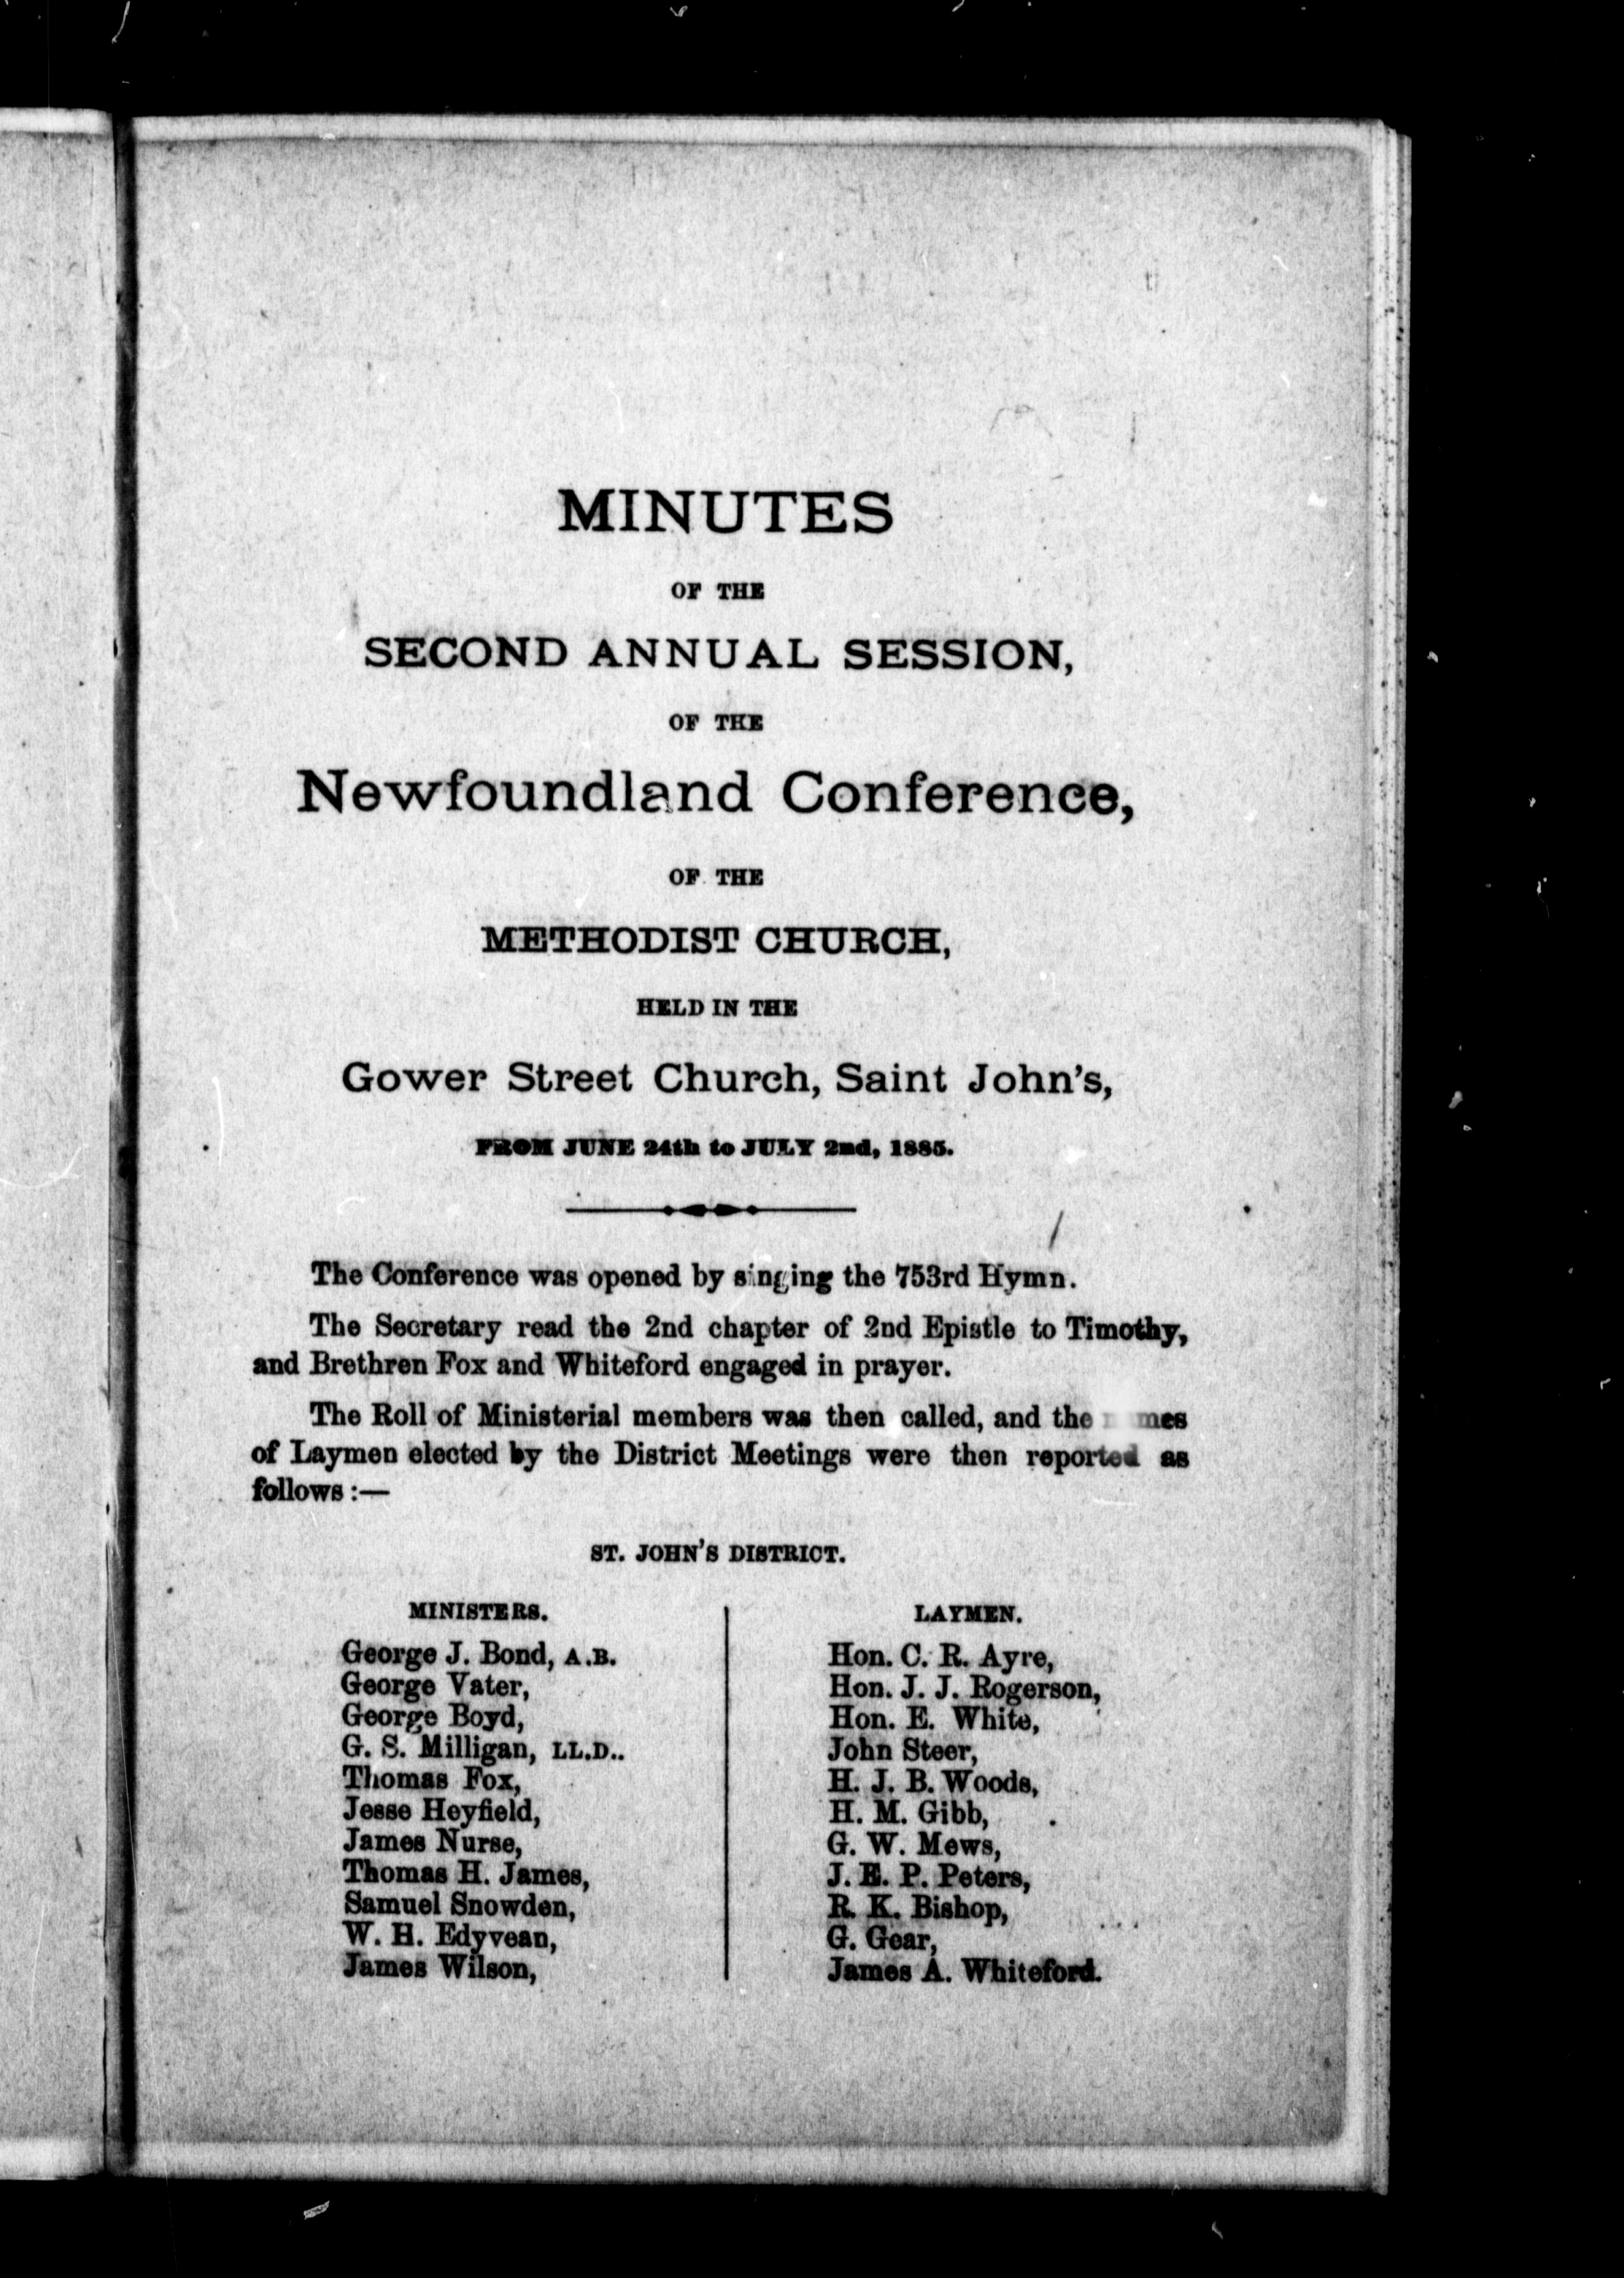 MINUTES
OF THE
SECOND ANNUAL SESSION,
OF THE
Newfoundland Conference,
OF THE
METHODIST CHURCH,
HELD IN THE
Gower Street Church, Saint John's,
FROM JUNE 24th to JULY 2nd, 1885.
The Conference was opened by singing the 753rd Hymn.
The Secretary read the 2nd chapter of 2nd Epistle to Timothy,
and Brethren Fox and Whiteford engaged in prayer.
The Roll of Ministerial members was then called, and the names
of Laymen elected by the District Meetings were then reported as
follows :—
ST. JOHN'S DISTRICT.
MINISTERS.
George J. Bond, A.B.
George Vater,
George Boyd,
G. S. Milligan, LL.D..
Thomas Fox,
Jesse Heyfield,
James Nurse,
Thomas H. James,
Samuel Snowden,
W. H. Edyvean,
James Wilson,
LAYMEN.
Hon. C. R. Ayre,
Hon. J. J. Rogerson,
Hon. E. White,
John Steer,
H. J. B. Woods,
H. M. Gibb,
G. W. Mews,
J. E. P. Peters,
R. K. Bishop,
G. Gear,
James A. Whiteford.